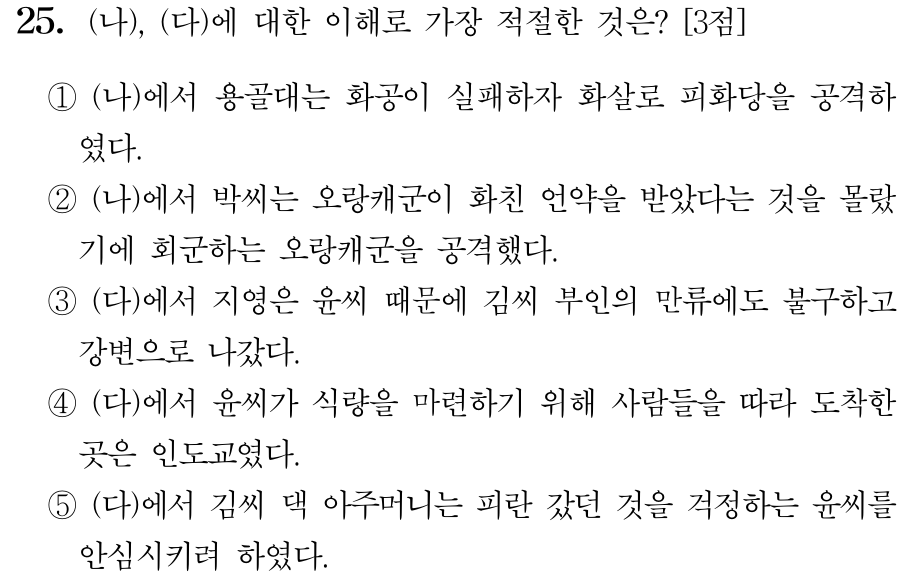 25. (나), (다)에 대한 이해로 가장 적절한 것은? [3점]
① (나)에서 용골대는 화공이 실패하자 화살로 피화당을 공격하
였다.
② (나)에서 박씨는 오랑캐군이 화친 언약을 받았다는 것을 몰랐
기에 회군하는 오랑캐군을 공격했다.
③ (다)에서 지영은 윤씨 때문에 김씨 부인의 만류에도 불구하고
강변으로 나갔다.
④ (다)에서 윤씨가 식량을 마련하기 위해 사람들을 따라 도착한
곳은 인도교였다.
⑤ (다)에서 김씨 댁 아주머니는 피란 갔던 것을 걱정하는 윤씨를
안심시키려 하였다.